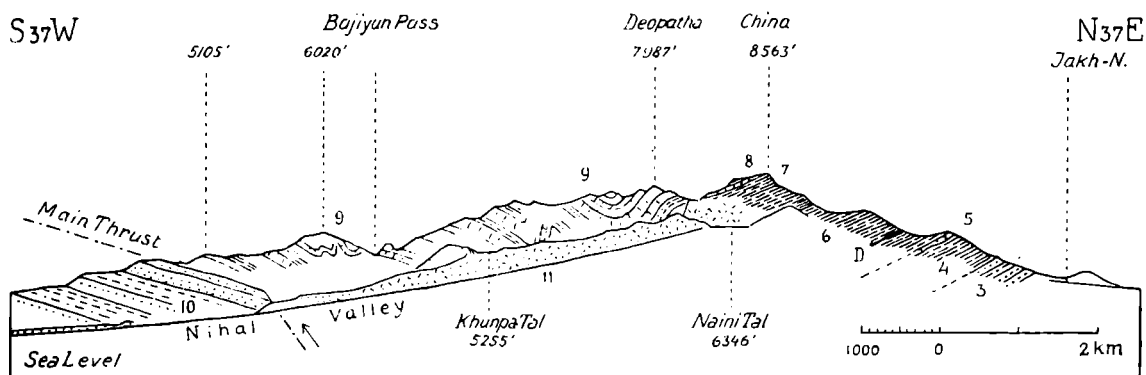 S37W
N37E
Bajiyun Pass
Deopatha
China
5105'
6020'
7987'
8563'
Jakh-N.
Main Thrust
9
9
8
7
5
6
D
4
3
10
11
Nihal Valley
Khunpa Tal
5255'
Naini Tal
6346'
1000 0 2 km
Sea Level